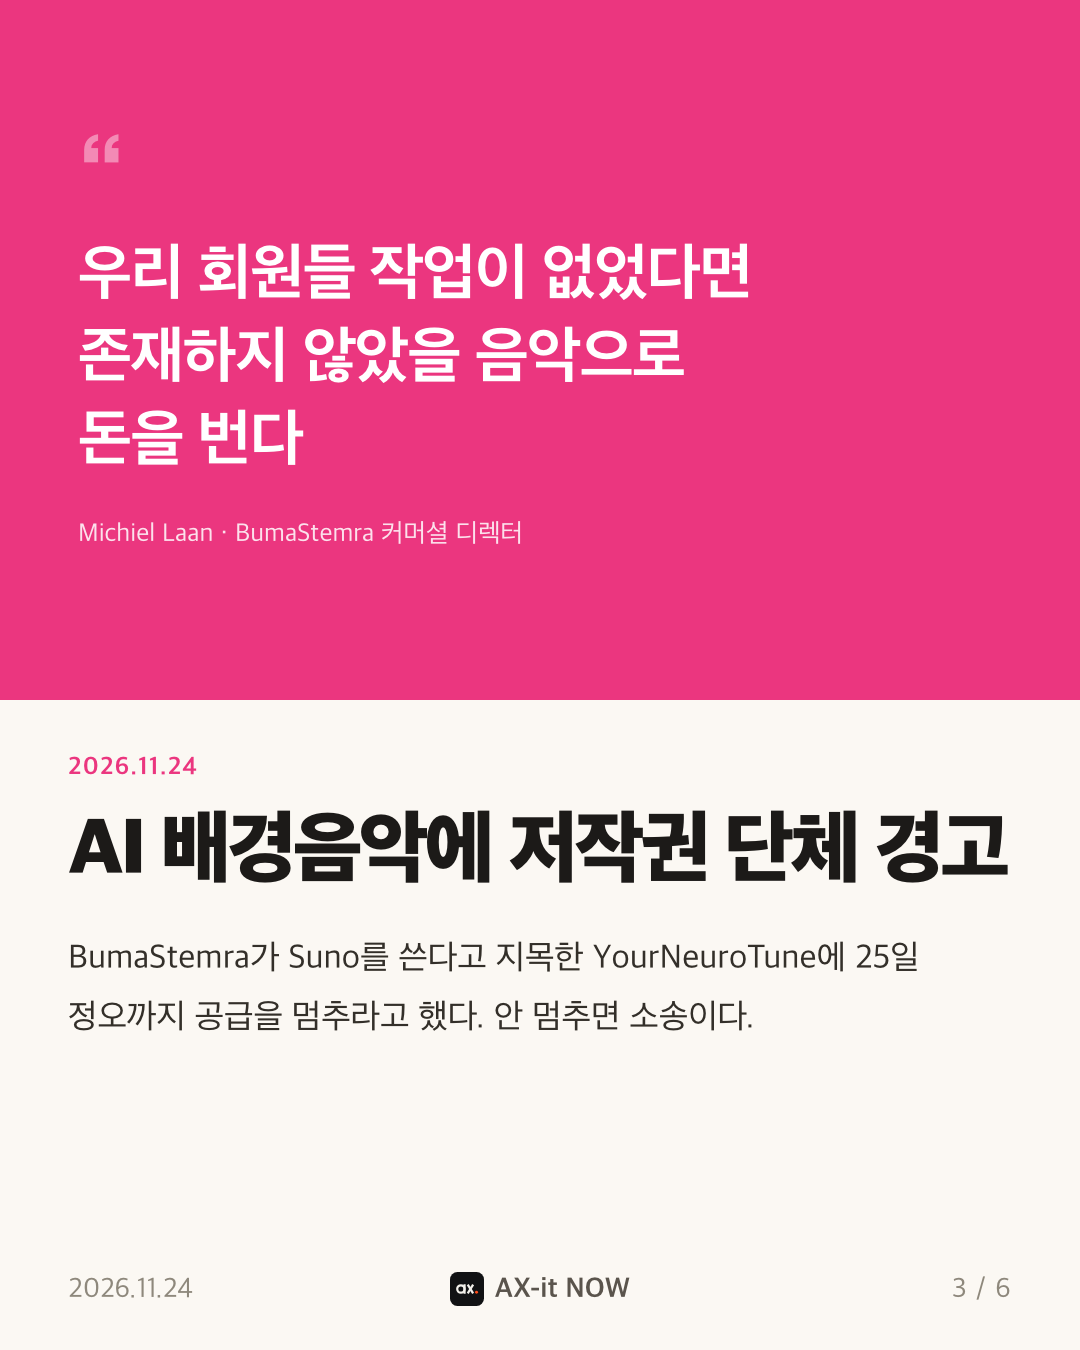 “
우리 회원들 작업이 없었다면
존재하지 않았을 음악으로
돈을 번다
Michiel Laan · BumaStemra 커머셜 디렉터
2026.11.24
AI 배경음악에 저작권 단체 경고
BumaStemra가 Suno를 쓴다고 지목한 YourNeuroTune에 25일
정오까지 공급을 멈추라고 했다. 안 멈추면 소송이다.
2026.11.24
ax. AX-it NOW
3 / 6